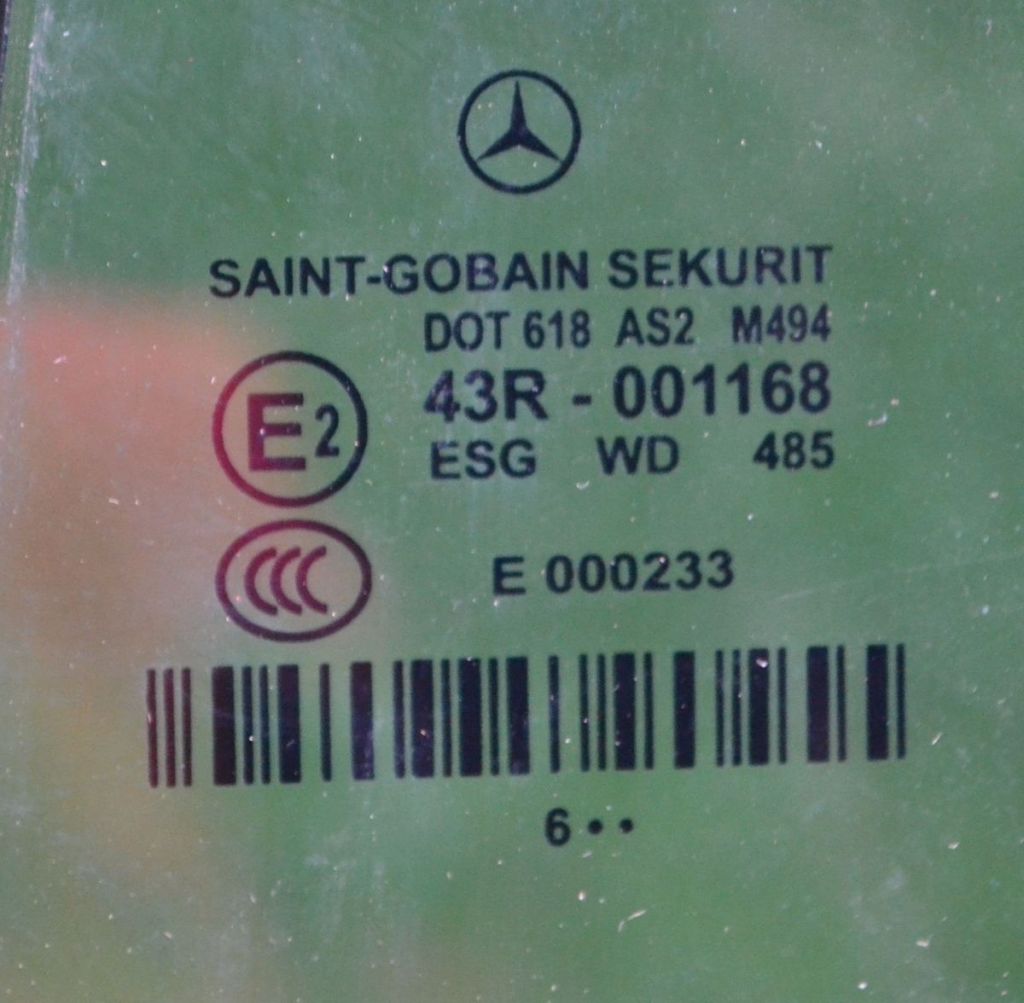 SAINT-GOBAIN SEKURIT
DOT 618 AS2 M494
E2
43R - 001168
ESG WD 485
CCC
E 000233
6 • •